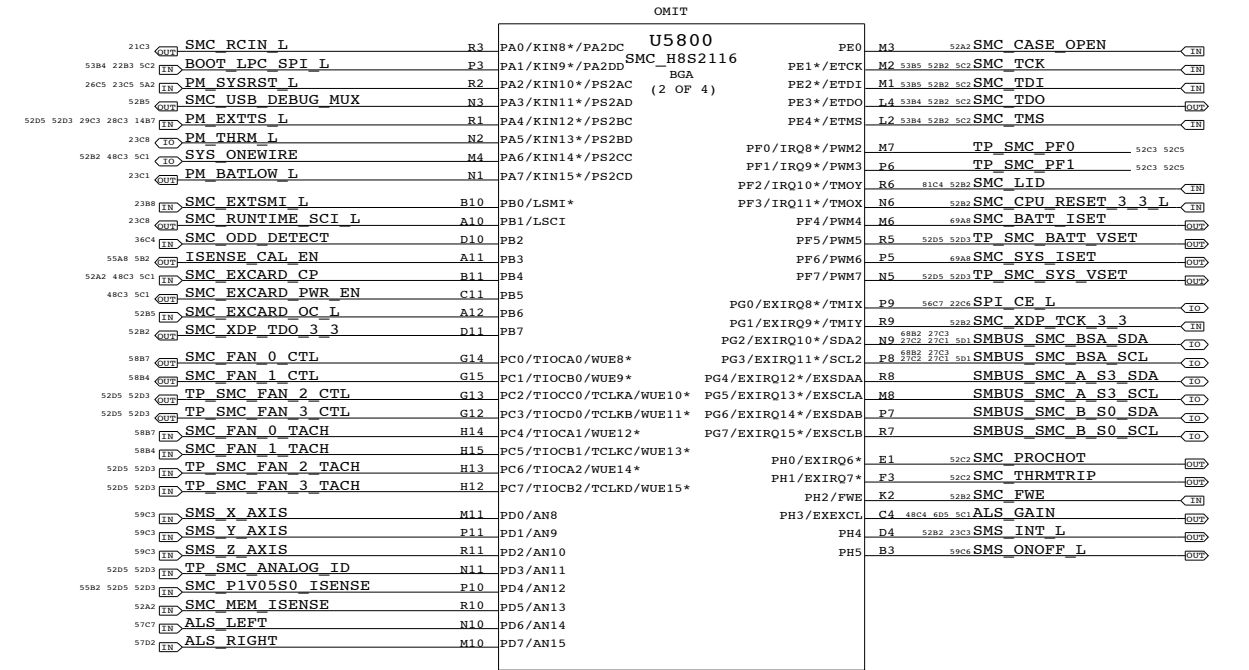 OMIT
U5800
SMC_H8S2116
BGA
(2 OF 4)
21C3 OUT SMC_RCIN_L R3 PA0/KIN8*/PA2DC
53B4 22B3 5C2 IN BOOT_LPC_SPI_L P3 PA1/KIN9*/PA2DD
26C5 23C5 5A2 IN PM_SYSRST_L R2 PA2/KIN10*/PS2AC
52B5 OUT SMC_USB_DEBUG_MUX N3 PA3/KIN11*/PS2AD
52D5 52D3 29C3 28C3 14B7 IN PM_EXTTS_L R1 PA4/KIN12*/PS2BC
23C8 IO PM_THRM_L N2 PA5/KIN13*/PS2BD
52B2 48C3 5C1 IO SYS_ONEWIRE M4 PA6/KIN14*/PS2CC
23C1 OUT PM_BATLOW_L N1 PA7/KIN15*/PS2CD
23B8 IN SMC_EXTSMI_L B10 PB0/LSMI*
23C8 OUT SMC_RUNTIME_SCI_L A10 PB1/LSCI
36C4 IN SMC_ODD_DETECT D10 PB2
55A8 5B2 OUT ISENSE_CAL_EN A11 PB3
52A2 48C3 5C1 IN SMC_EXCARD_CP B11 PB4
48C3 5C1 OUT SMC_EXCARD_PWR_EN C11 PB5
52B5 IN SMC_EXCARD_OC_L A12 PB6
52B2 OUT SMC_XDP_TDO_3_3 D11 PB7
58B7 OUT SMC_FAN_0_CTL G14 PC0/TIOCA0/WUE8*
58B4 OUT SMC_FAN_1_CTL G15 PC1/TIOCB0/WUE9*
52D5 52D3 OUT TP_SMC_FAN_2_CTL G13 PC2/TIOCC0/TCLKA/WUE10*
52D5 52D3 OUT TP_SMC_FAN_3_CTL G12 PC3/TIOCD0/TCLKB/WUE11*
58B7 IN SMC_FAN_0_TACH H14 PC4/TIOCA1/WUE12*
58B4 IN SMC_FAN_1_TACH H15 PC5/TIOCB1/TCLKC/WUE13*
52D5 52D3 IN TP_SMC_FAN_2_TACH H13 PC6/TIOCA2/WUE14*
52D5 52D3 IN TP_SMC_FAN_3_TACH H12 PC7/TIOCB2/TCLKD/WUE15*
59C3 IN SMS_X_AXIS M11 PD0/AN8
59C3 IN SMS_Y_AXIS P11 PD1/AN9
59C3 IN SMS_Z_AXIS R11 PD2/AN10
52D5 52D3 IN TP_SMC_ANALOG_ID N11 PD3/AN11
55B2 52D5 52D3 IN SMC_P1V05S0_ISENSE P10 PD4/AN12
52A2 IN SMC_MEM_ISENSE R10 PD5/AN13
57C7 IN ALS_LEFT N10 PD6/AN14
57D2 IN ALS_RIGHT M10 PD7/AN15
PE0 M3 52A2 SMC_CASE_OPEN IN
PE1*/ETCK M2 53B5 52B2 5C2 SMC_TCK IN
PE2*/ETDI M1 53B5 52B2 5C2 SMC_TDI IN
PE3*/ETDO L4 53B4 52B2 5C2 SMC_TDO OUT
PE4*/ETMS L2 53B4 52B2 5C2 SMC_TMS IN
PF0/IRQ8*/PWM2 M7 TP_SMC_PF0 52C3 52C5
PF1/IRQ9*/PWM3 P6 TP_SMC_PF1 52C3 52C5
PF2/IRQ10*/TMOY R6 81C4 52B2 SMC_LID IN
PF3/IRQ11*/TMOX N6 52B2 SMC_CPU_RESET_3_3_L IN
PF4/PWM4 M6 69A8 SMC_BATT_ISET OUT
PF5/PWM5 R5 52D5 52D3 TP_SMC_BATT_VSET OUT
PF6/PWM6 P5 69A8 SMC_SYS_ISET OUT
PF7/PWM7 N5 52D5 52D3 TP_SMC_SYS_VSET OUT
PG0/EXIRQ8*/TMIX P9 56C7 22C6 SPI_CE_L IO
PG1/EXIRQ9*/TMIY R9 52B2 SMC_XDP_TCK_3_3 IN
68B2 27C3
PG2/EXIRQ10*/SDA2 N9 27C2 27C1 5D1 SMBUS_SMC_BSA_SDA IO
68B2 27C3
PG3/EXIRQ11*/SCL2 P8 27C2 27C1 5D1 SMBUS_SMC_BSA_SCL IO
PG4/EXIRQ12*/EXSDAA R8 SMBUS_SMC_A_S3_SDA IO
PG5/EXIRQ13*/EXSCLA M8 SMBUS_SMC_A_S3_SCL IO
PG6/EXIRQ14*/EXSDAB P7 SMBUS_SMC_B_S0_SDA IO
PG7/EXIRQ15*/EXSCLB R7 SMBUS_SMC_B_S0_SCL IO
PH0/EXIRQ6* E1 52C2 SMC_PROCHOT OUT
PH1/EXIRQ7* F3 52C2 SMC_THRMTRIP OUT
PH2/FWE K2 52B2 SMC_FWE IN
PH3/EXEXCL C4 48C4 6D5 5C1 ALS_GAIN OUT
PH4 D4 52B2 23C3 SMS_INT_L OUT
PH5 B3 59C6 SMS_ONOFF_L OUT